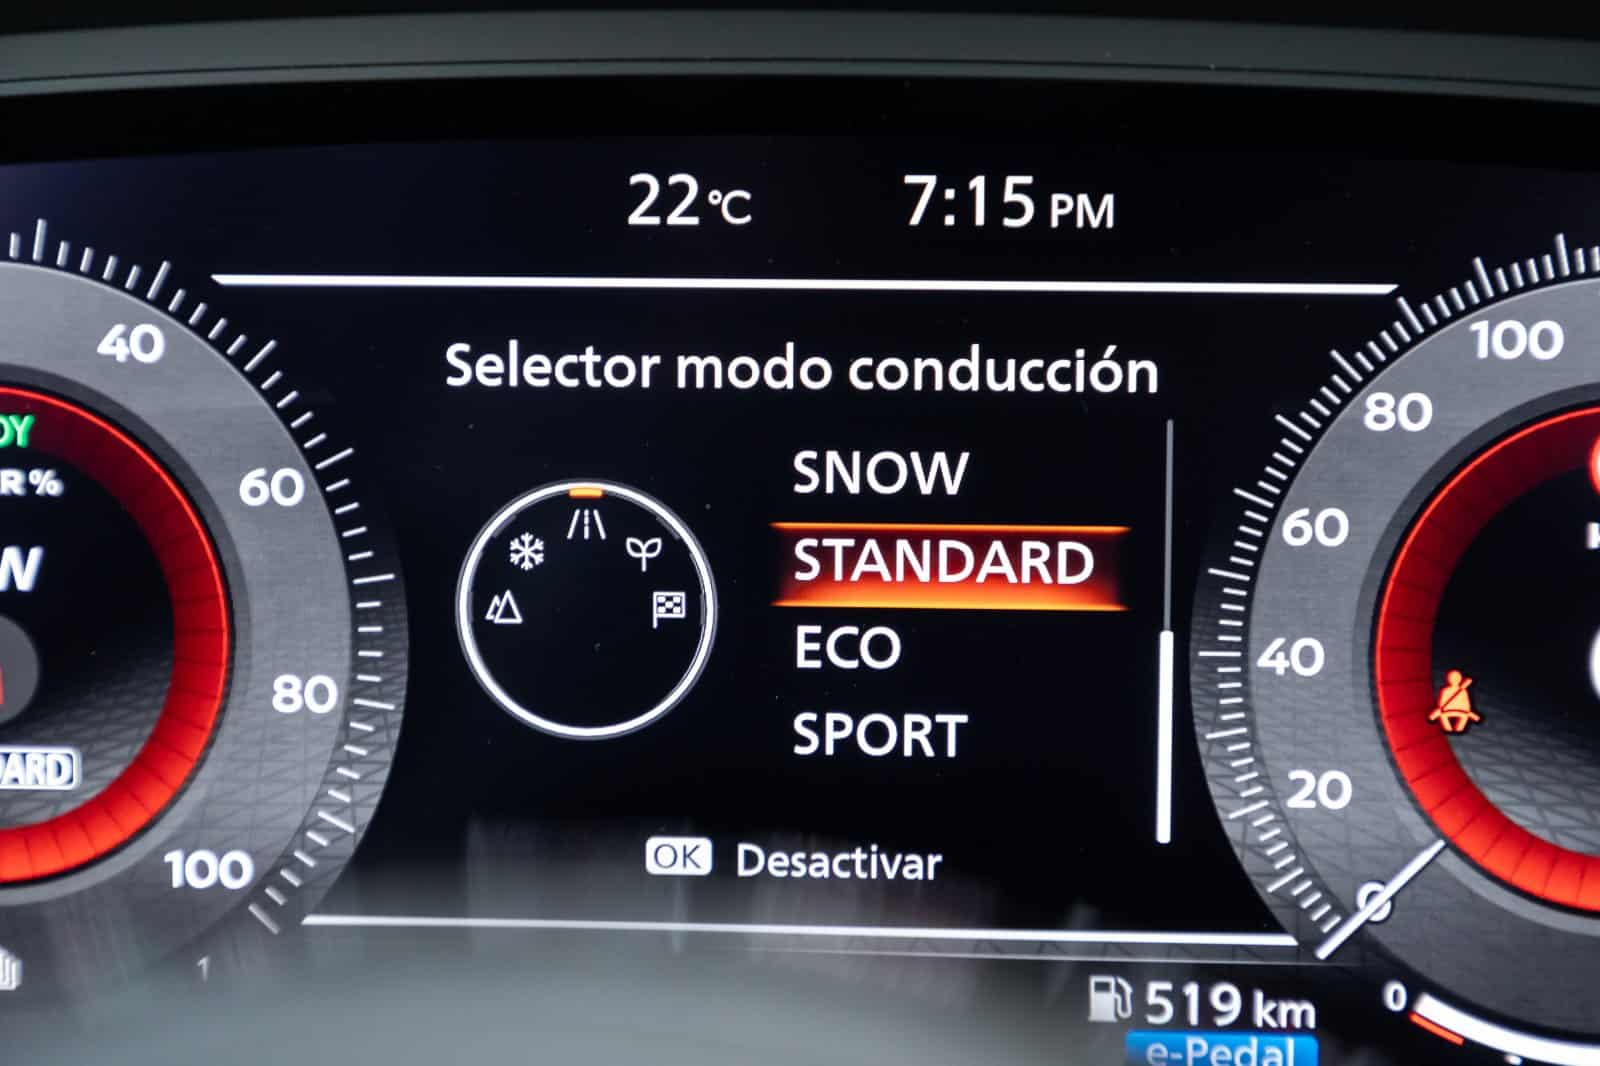 22°C 7:15 PM
Selector modo conducción
SNOW
STANDARD
ECO
SPORT
OK Desactivar
40
60
80
100
R%
W
100
80
60
40
20
0
519 km
0
e-Pedal